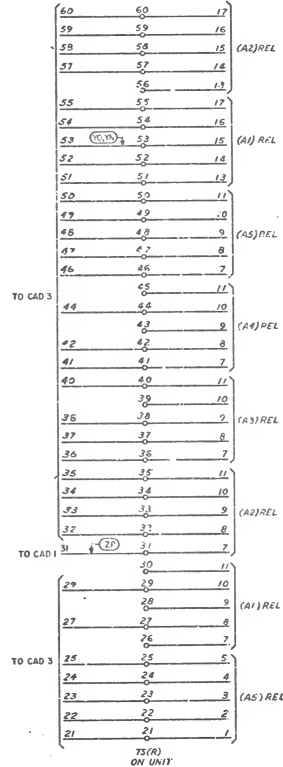 60 60 17
59 59 16
58 58 15 (A2)REL
57 57 14
56 13
55 55 17
54 54 16
53 (YO,YN) 53 15 (A1) REL
52 52 14
51 51 13
50 50 11
49 49 10
48 48 9 (A5)REL
47 47 8
46 46 7
TO CAD 3
45 11
44 44 10
43 9 (A4)REL
42 42 8
41 41 7
40 40 11
39 10
38 38 9 (A3)REL
37 37 8
36 36 7
35 35 11
34 34 10
33 33 9 (A2)REL
32 32 8
TO CAD 1 31 ZP 31 7
30 11
29 29 10
28 9 (A1)REL
27 27 8
26 7
TO CAD 3 25 25 5
24 24 4
23 23 3 (A5) REL
22 22 2
21 21 1
TS(R)
ON UNIT